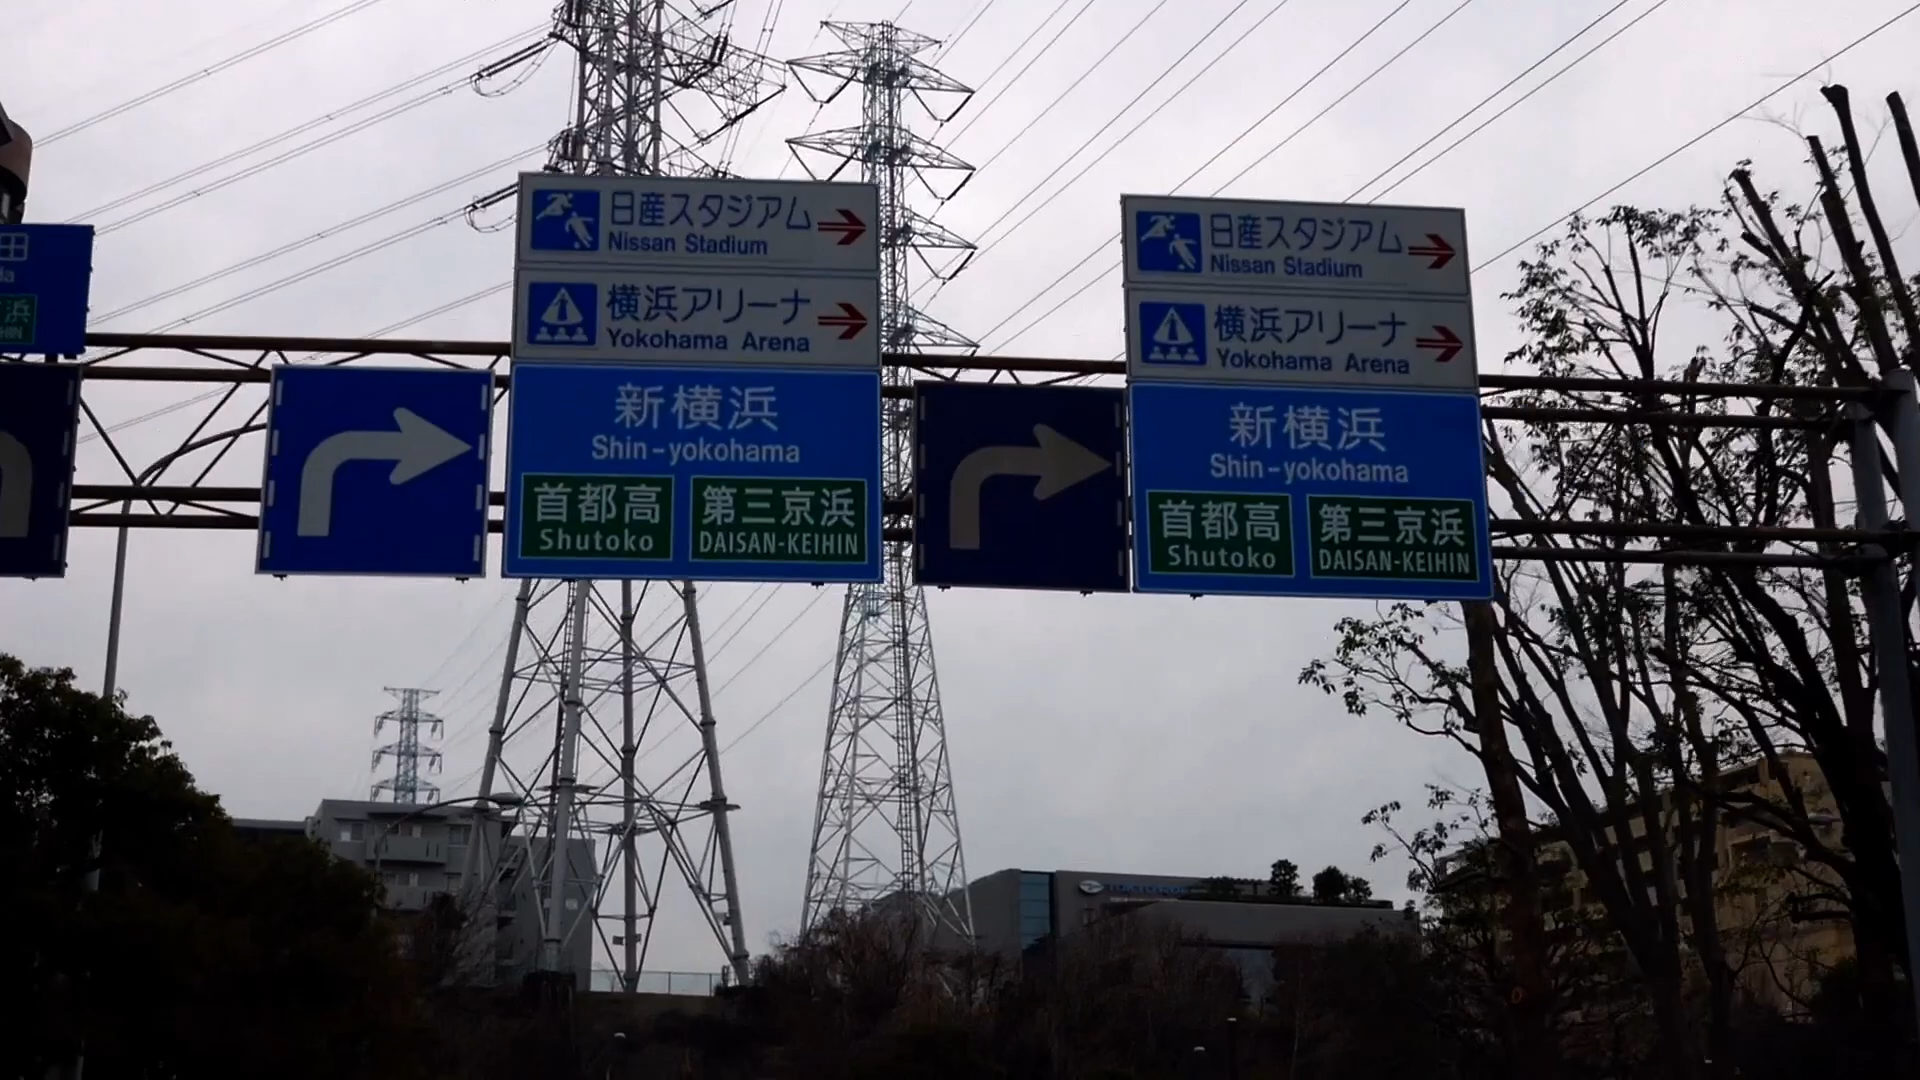 日産スタジアム
Nissan Stadium
横浜アリーナ
Yokohama Arena
新横浜
Shin-yokohama
首都高
Shutoko
第三京浜
DAISAN-KEIHIN
日産スタジアム
Nissan Stadium
横浜アリーナ
Yokohama Arena
新横浜
Shin-yokohama
首都高
Shutoko
第三京浜
DAISAN-KEIHIN